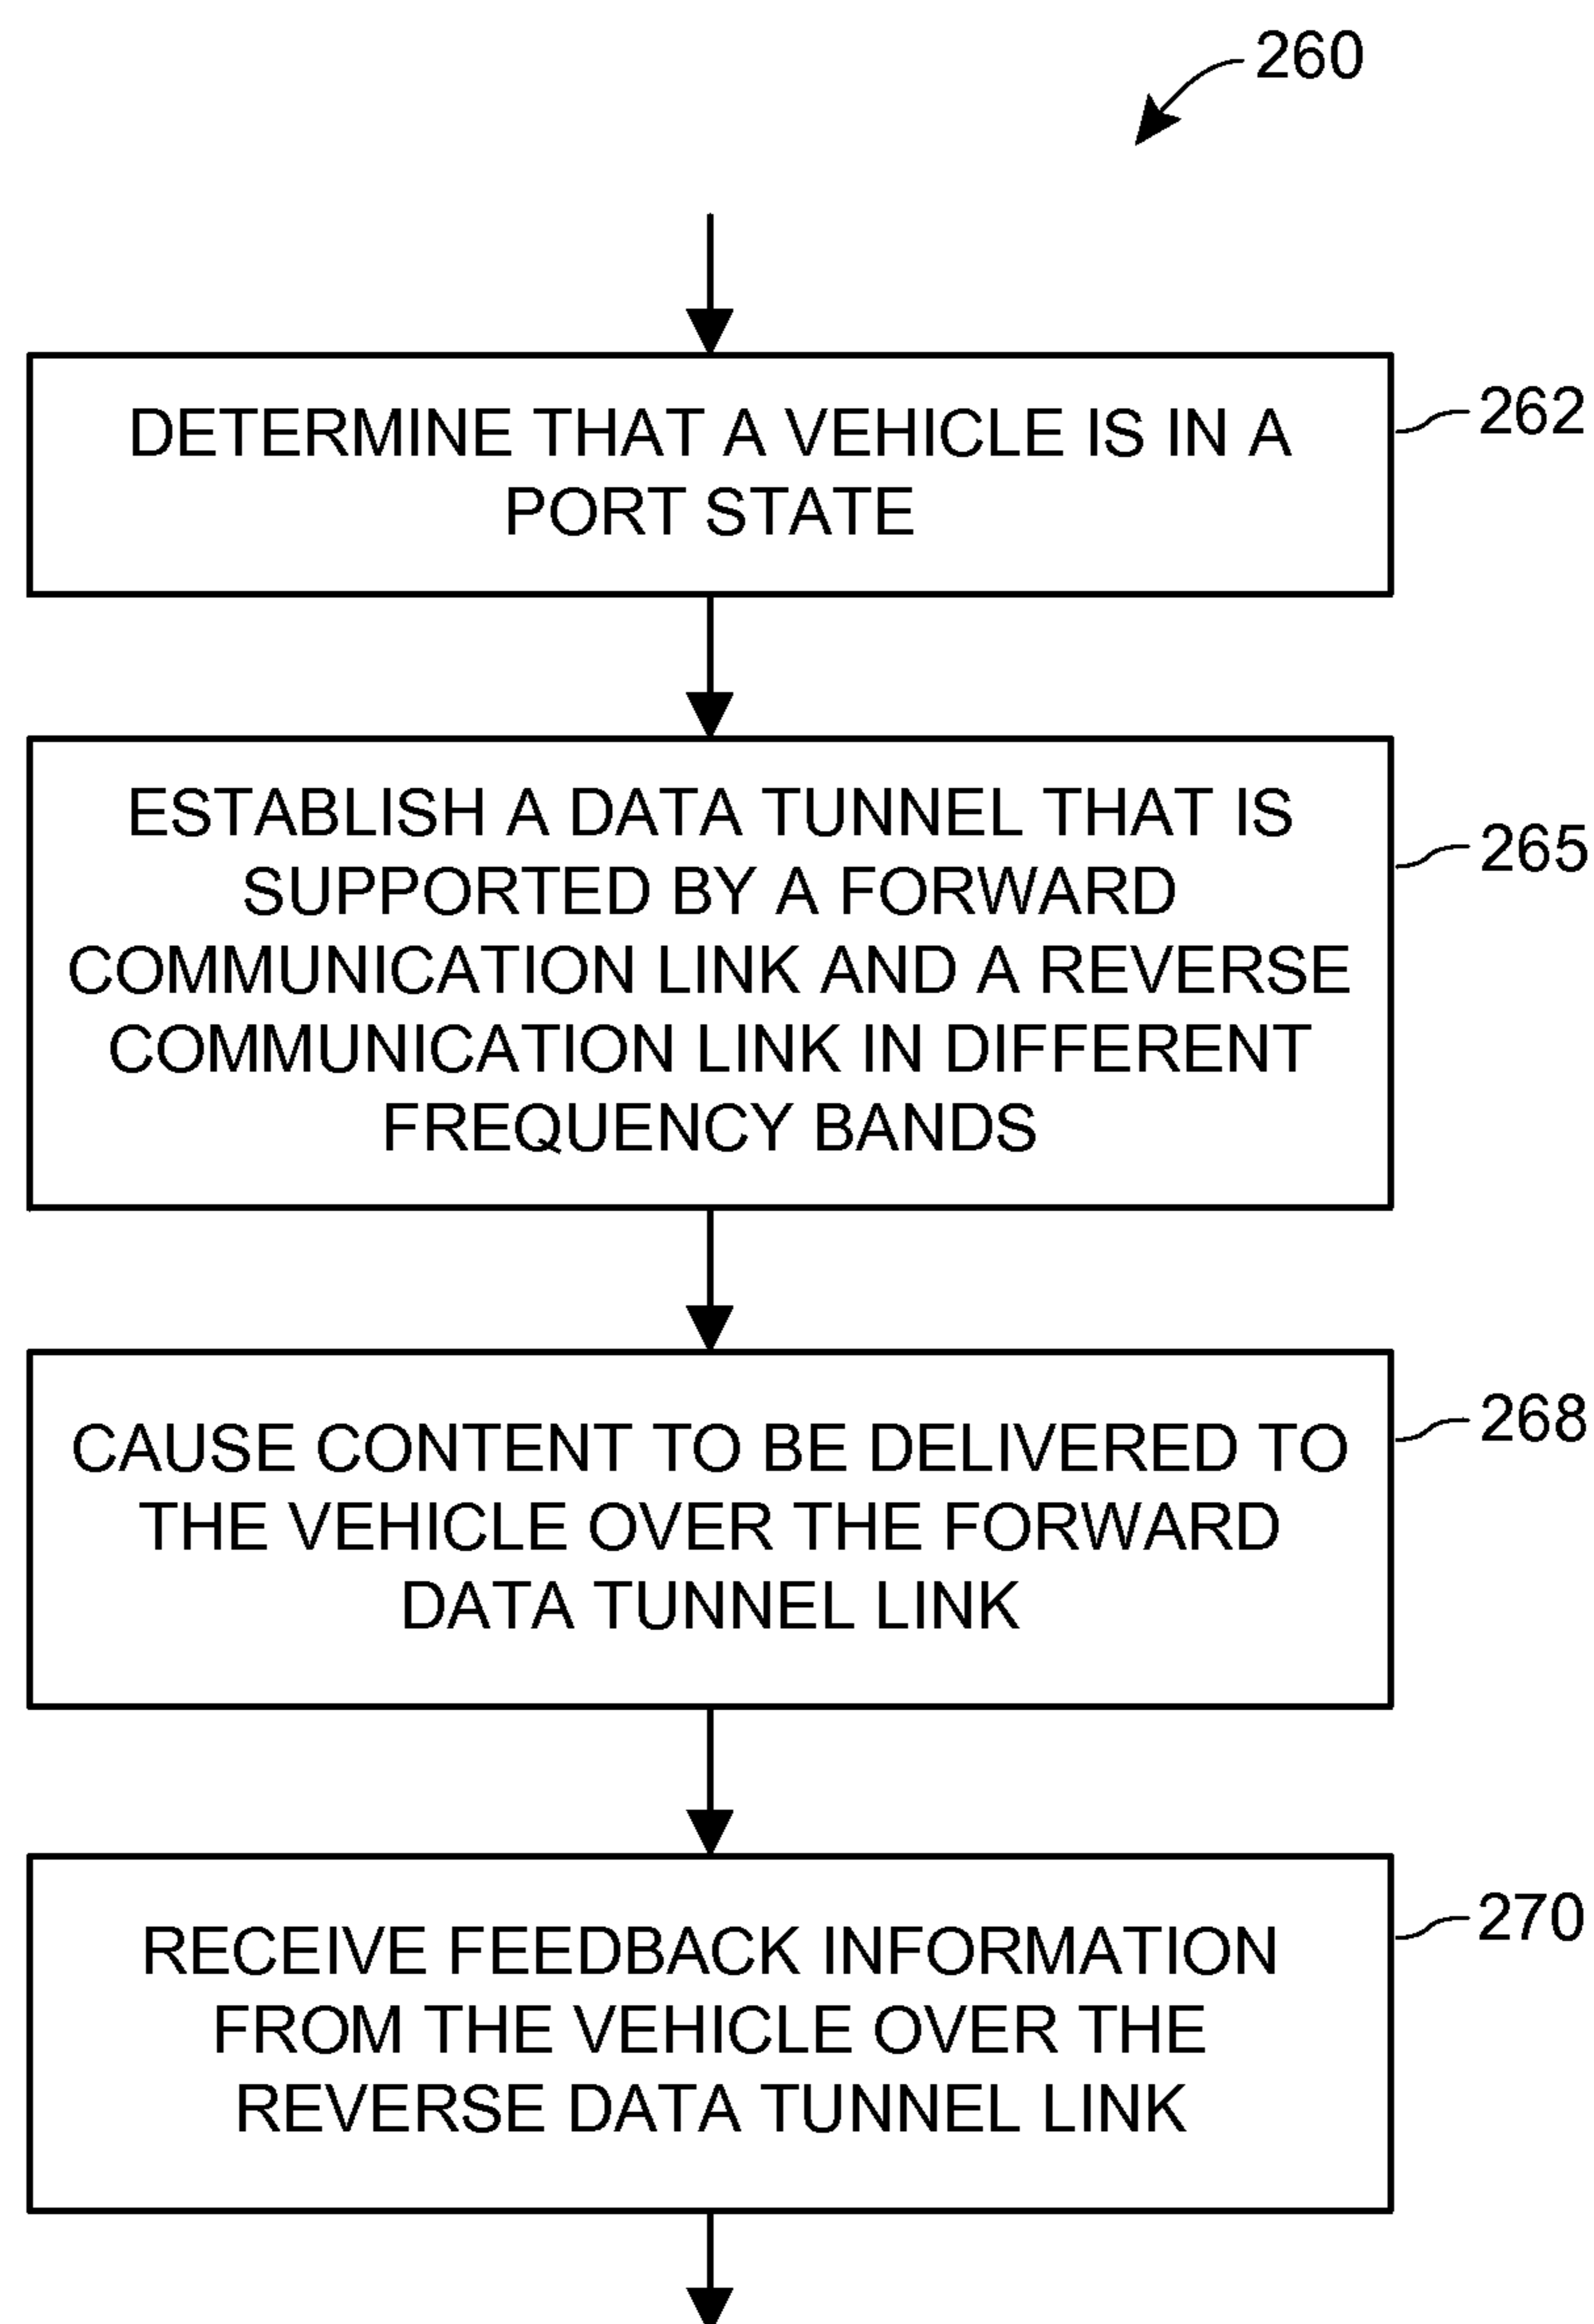 260
DETERMINE THAT A VEHICLE IS IN A
PORT STATE
262
ESTABLISH A DATA TUNNEL THAT IS
SUPPORTED BY A FORWARD
COMMUNICATION LINK AND A REVERSE
COMMUNICATION LINK IN DIFFERENT
FREQUENCY BANDS
265
CAUSE CONTENT TO BE DELIVERED TO
THE VEHICLE OVER THE FORWARD
DATA TUNNEL LINK
268
RECEIVE FEEDBACK INFORMATION
FROM THE VEHICLE OVER THE
REVERSE DATA TUNNEL LINK
270